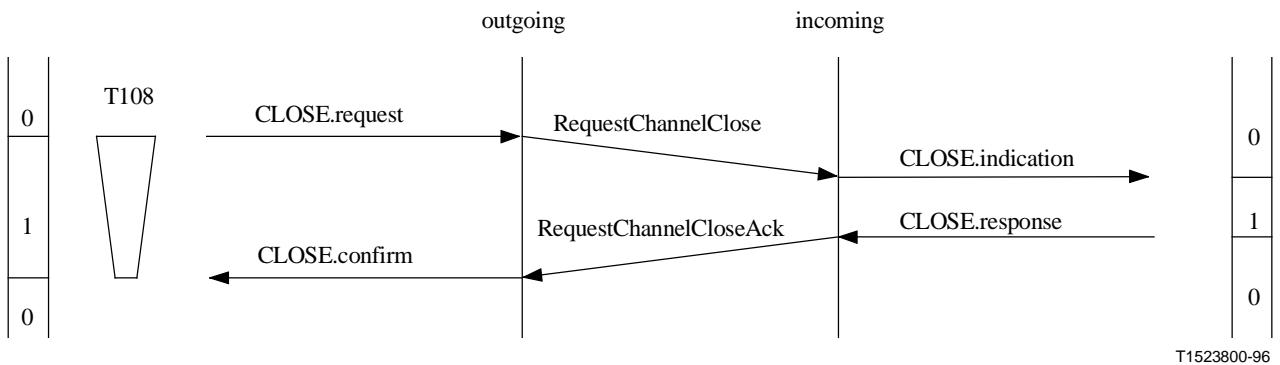 outgoing
incoming
T108
0
CLOSE.request
RequestChannelClose
0
CLOSE.indication
1
RequestChannelCloseAck
CLOSE.response
1
CLOSE.confirm
0
0
T1523800-96